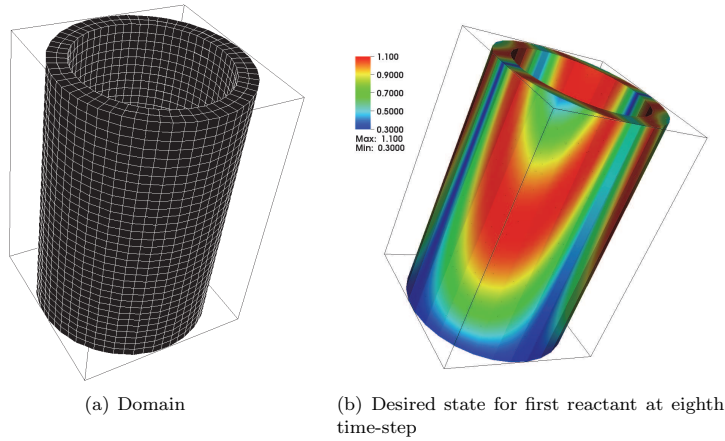 1.100
0.9000
0.7000
0.5000
0.3000
Max: 1.100
Min: 0.3000
(a) Domain
(b) Desired state for first reactant at eighth
time-step